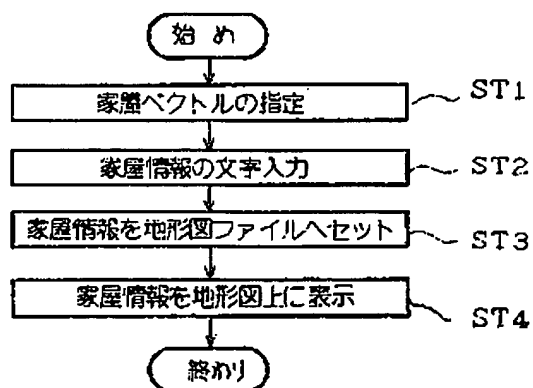 始め
家屋ベクトルの指定 ST1
家屋情報の文字入力 ST2
家屋情報を地形図ファイルへセット ST3
家屋情報を地形図上に表示 ST4
終わり